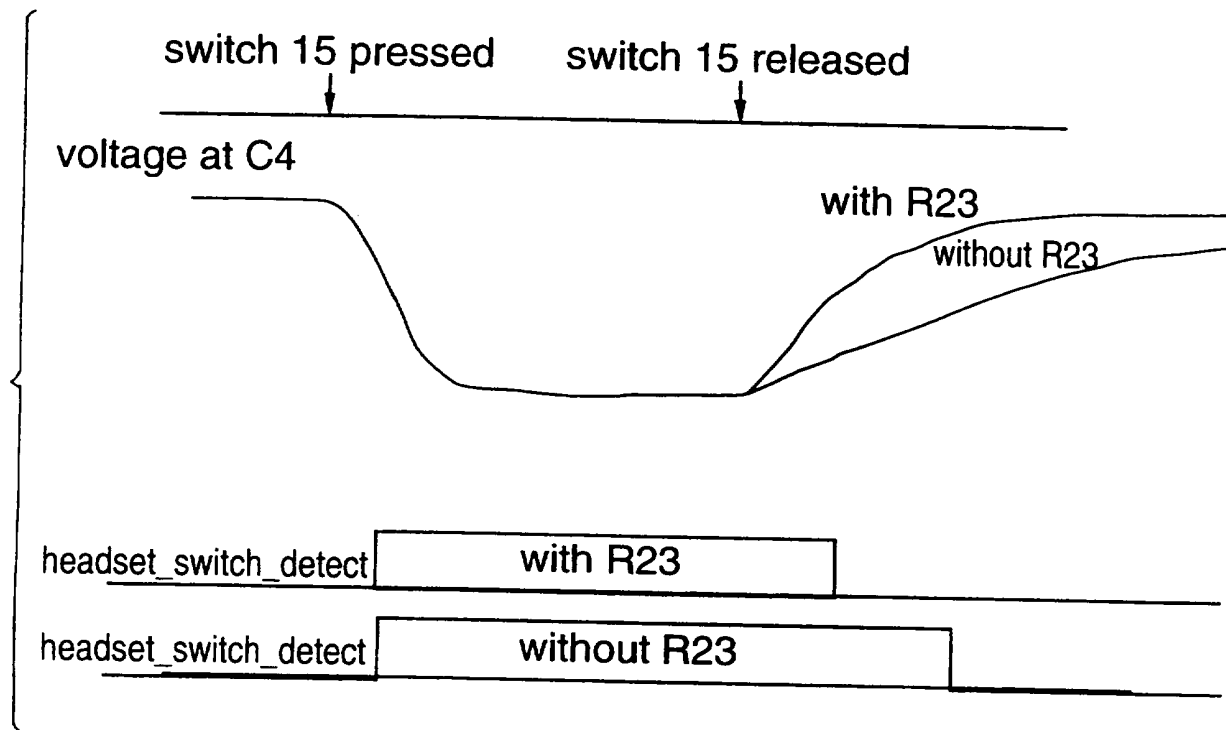 switch 15 pressed switch 15 released
voltage at C4
with R23
without R23
headset_switch_detect with R23
headset_switch_detect without R23